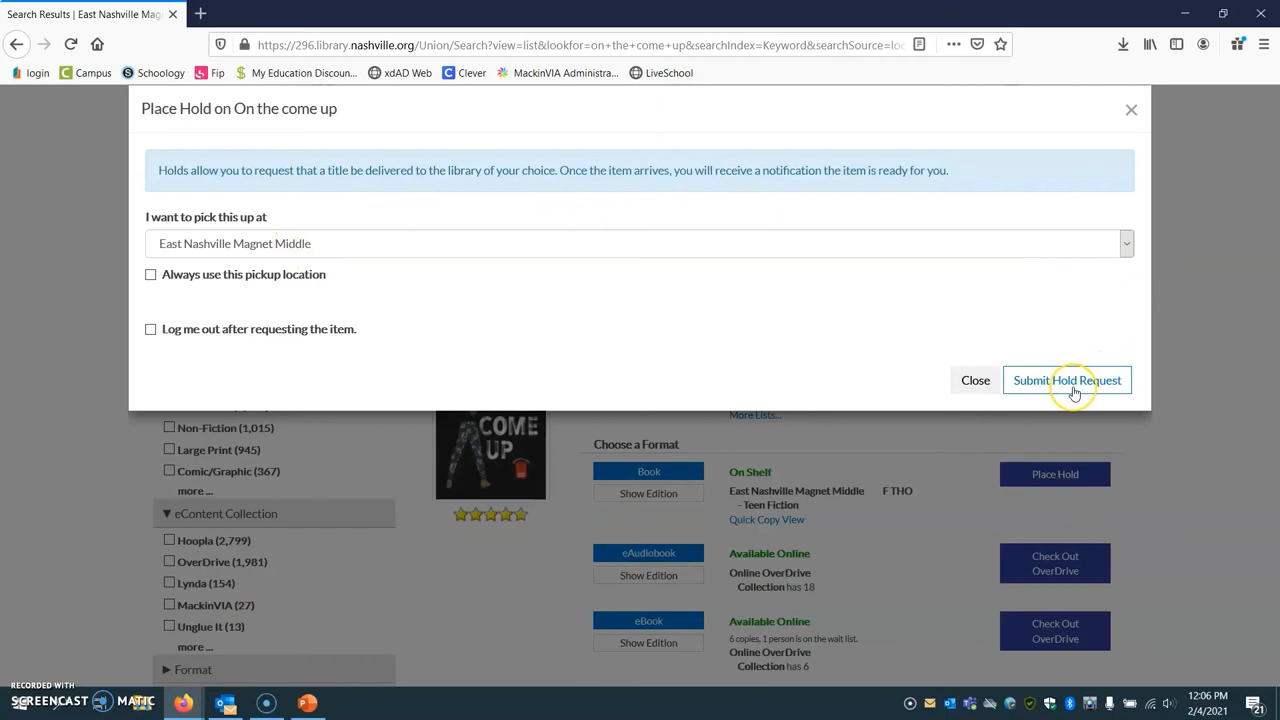 Search Results | East Nashville Mag
https://296.library.nashville.org/Union/Search?view=list&lookfor=on+the+come+up&searchIndex=Keyword&searchSource=loc
login Campus Schoology Fip My Education Discoun... xdAD Web Clever MackinVIA Administra... LiveSchool
Place Hold on On the come up
Holds allow you to request that a title be delivered to the library of your choice. Once the item arrives, you will receive a notification the item is ready for you.
I want to pick this up at
East Nashville Magnet Middle
Always use this pickup location
Log me out after requesting the item.
Close Submit Hold Request
More Lists...
Non-Fiction (1,015)
Large Print (945)
Comic/Graphic (367)
more ...
eContent Collection
Hoopla (2,799)
OverDrive (1,981)
Lynda (154)
MackinVIA (27)
Unglue It (13)
Format
COME
UP
Choose a Format
Book
Show Edition
On Shelf
East Nashville Magnet Middle F THO
- Teen Fiction
Quick Copy View
Place Hold
eAudiobook
Show Edition
Available Online
Online OverDrive
Collection has 18
Check Out
OverDrive
eBook
Show Edition
Available Online
6 copies, 1 person is on the wait list.
Online OverDrive
Collection has 6
Check Out
OverDrive
RECORDED WITH
SCREENCAST MATIC
12:06 PM
2/4/2021
21